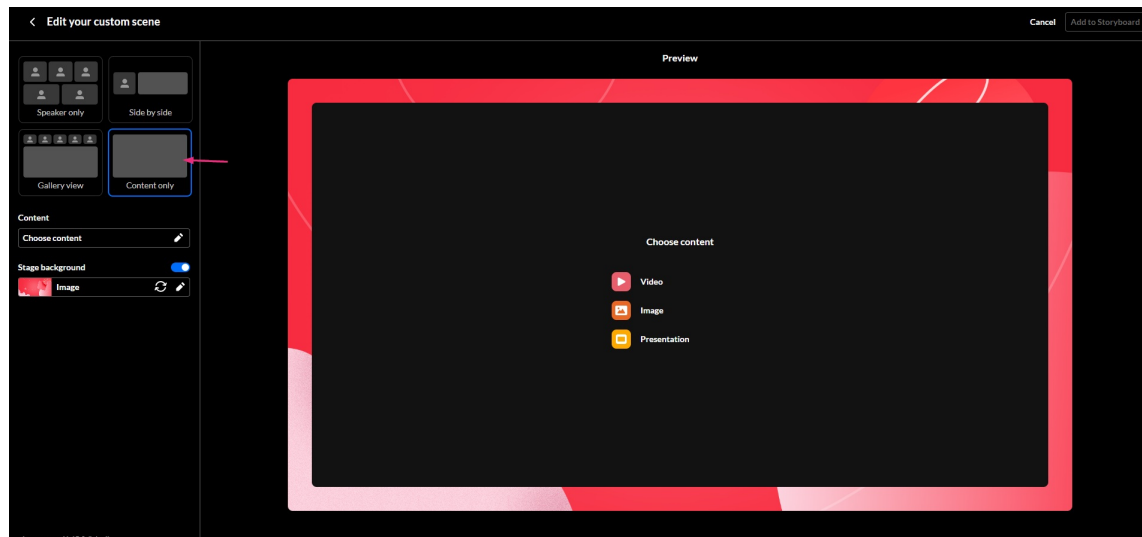 Edit your custom scene
Cancel
Add to Storyboard
Speaker only
Side by side
Gallery view
Content only
Content
Choose content
Stage background
Image
Preview
Choose content
Video
Image
Presentation